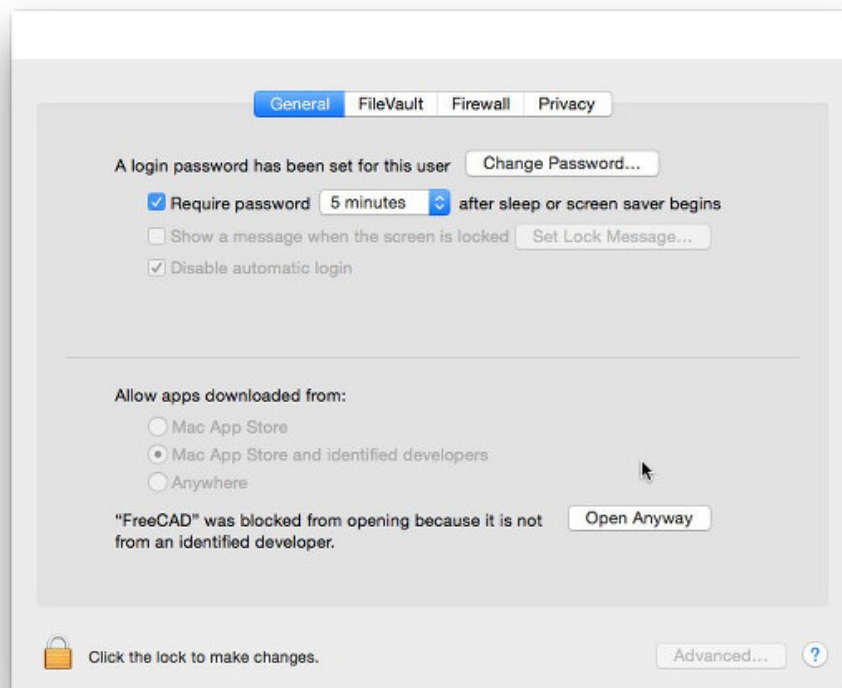 General FileVault Firewall Privacy
A login password has been set for this user Change Password...
Require password 5 minutes after sleep or screen saver begins
Show a message when the screen is locked Set Lock Message...
Disable automatic login
Allow apps downloaded from:
Mac App Store
Mac App Store and identified developers
Anywhere
“FreeCAD” was blocked from opening because it is not Open Anyway
from an identified developer.
Click the lock to make changes. Advanced... ?